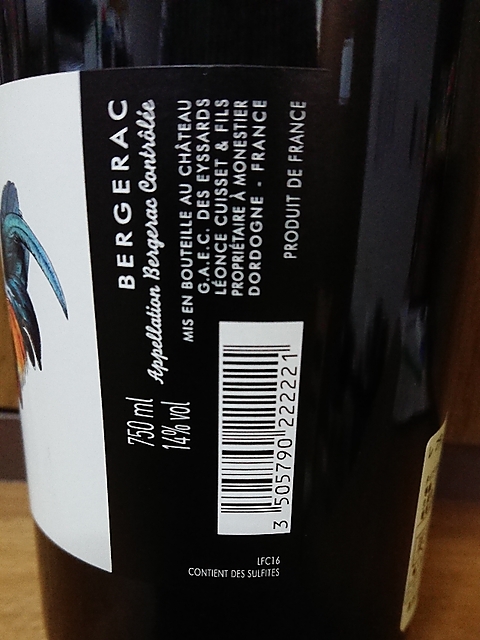 BERGERAC
Appellation Bergerac Contrôlée
MIS EN BOUTEILLE AU CHÂTEAU
G.A.E.C. DES EYSSARDS
LÉONCE CUISSET & FILS
PROPRIÉTAIRE À MONESTIER
DORDOGNE - FRANCE
PRODUIT DE FRANCE
750 ml
14% vol
3 505790 222221
LFC16
CONTIENT DES SULFITES